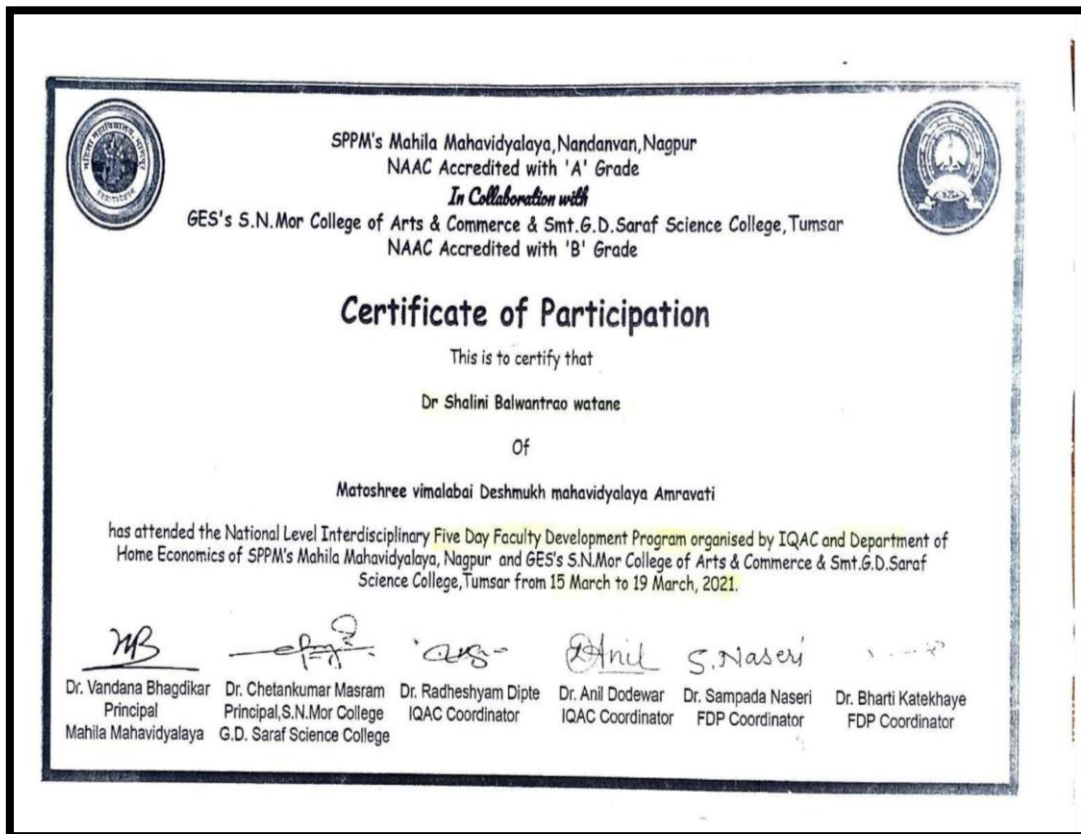 महिला महाविद्यालय, नागपूर
SPPM's Mahila Mahavidyalaya,Nandanvan,Nagpur
NAAC Accredited with 'A' Grade
In Collaboration with
GES's S.N.Mor College of Arts & Commerce & Smt.G.D.Saraf Science College,Tumsar
NAAC Accredited with 'B' Grade
Certificate of Participation
This is to certify that
Dr Shalini Balwantrao watane
Of
Matoshree vimalabai Deshmukh mahavidyalaya Amravati
has attended the National Level Interdisciplinary Five Day Faculty Development Program organised by IQAC and Department of
Home Economics of SPPM's Mahila Mahavidyalaya, Nagpur and GES's S.N.Mor College of Arts & Commerce & Smt.G.D.Saraf
Science College,Tumsar from 15 March to 19 March, 2021.
Anil
S. Naseri
Dr. Vandana Bhagdikar
Principal
Mahila Mahavidyalaya
Dr. Chetankumar Masram
Principal,S.N.Mor College
G.D. Saraf Science College
Dr. Radheshyam Dipte
IQAC Coordinator
Dr. Anil Dodewar
IQAC Coordinator
Dr. Sampada Naseri
FDP Coordinator
Dr. Bharti Katekhaye
FDP Coordinator